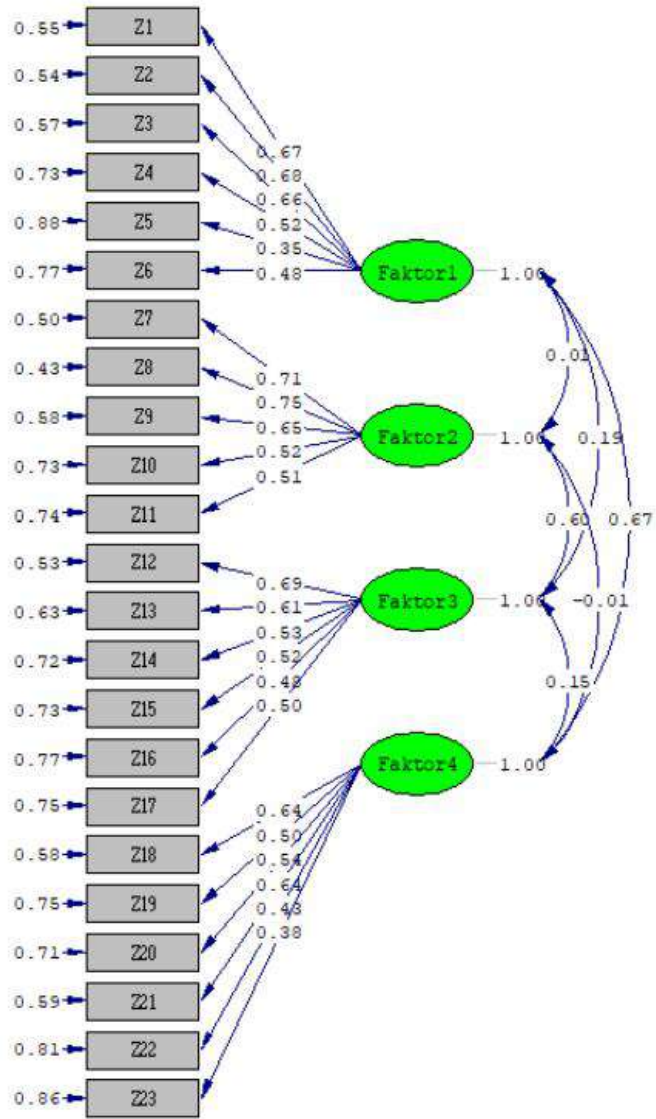 0.55 Z1
0.54 Z2
0.57 Z3
0.73 Z4
0.88 Z5
0.77 Z6
0.50 Z7
0.43 Z8
0.58 Z9
0.73 Z10
0.74 Z11
0.53 Z12
0.63 Z13
0.72 Z14
0.73 Z15
0.77 Z16
0.75 Z17
0.58 Z18
0.75 Z19
0.71 Z20
0.59 Z21
0.81 Z22
0.86 Z23
0.67
0.68
0.66
0.52
0.35
0.48
0.71
0.75
0.65
0.52
0.51
0.69
0.61
0.53
0.52
0.48
0.50
0.64
0.50
0.54
0.64
0.43
0.38
Faktor1 1.00
Faktor2 1.00
Faktor3 1.00
Faktor4 1.00
0.01
0.19
0.60
0.67
-0.01
0.15